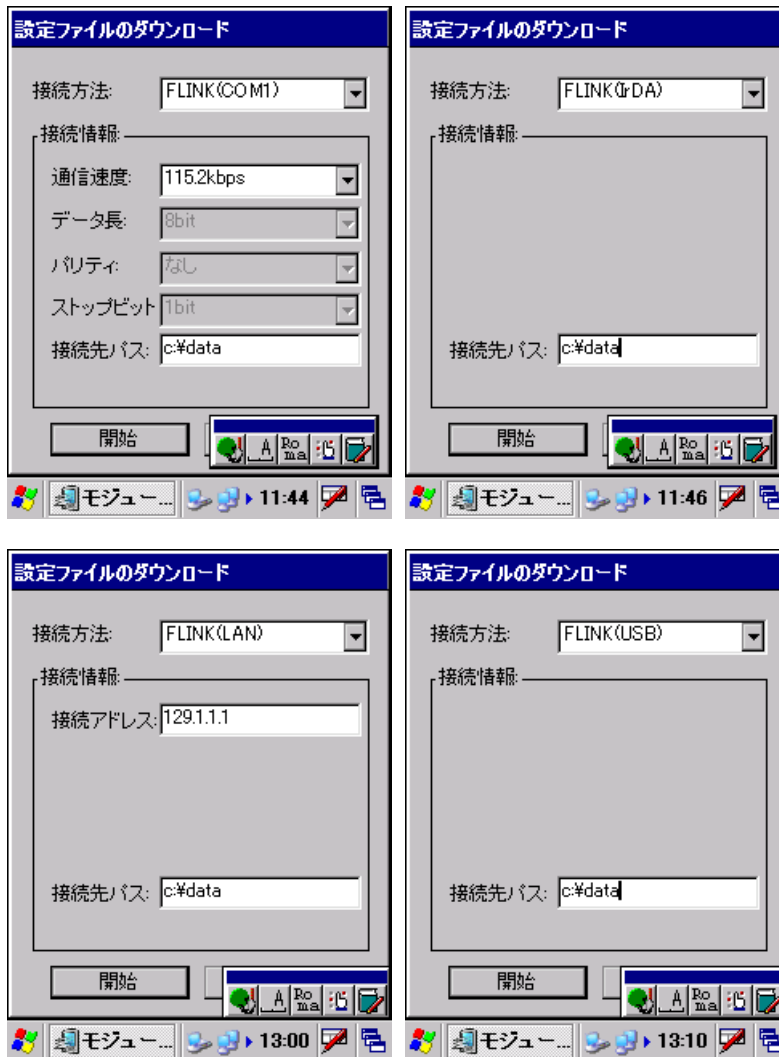 設定ファイルのダウンロード
接続方法: FLINK(COM1)
接続情報:
通信速度: 115.2kbps
データ長: 8bit
パリティ: なし
ストップビット 1bit
接続先パス: c:¥data
開始
A Roma
モジュー... 11:44
設定ファイルのダウンロード
接続方法: FLINK(IrDA)
接続情報:
接続先パス: c:¥data
開始
A Roma
モジュー... 11:46
設定ファイルのダウンロード
接続方法: FLINK(LAN)
接続情報:
接続アドレス: 129.1.1.1
接続先パス: c:¥data
開始
A Roma
モジュー... 13:00
設定ファイルのダウンロード
接続方法: FLINK(USB)
接続情報:
接続先パス: c:¥data
開始
A Roma
モジュー... 13:10